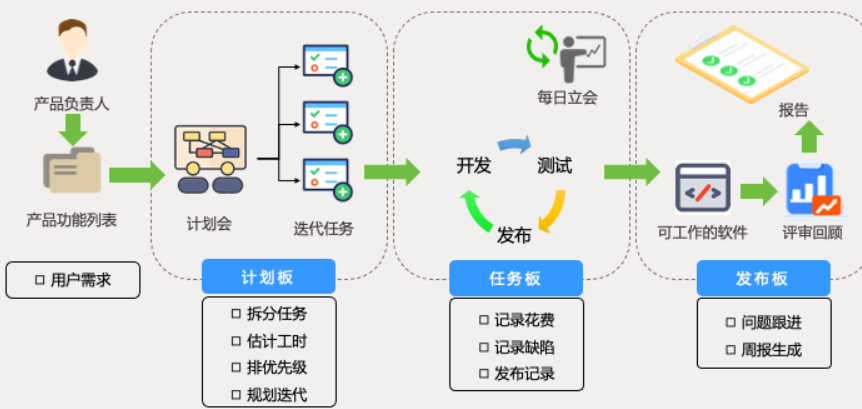 产品负责人
产品功能列表
□ 用户需求
计划会
迭代任务
计划板
□ 拆分任务
□ 估计工时
□ 排优先级
□ 规划迭代
每日立会
开发
测试
发布
任务板
□ 记录花费
□ 记录缺陷
□ 发布记录
报告
</>
可工作的软件
评审回顾
发布板
□ 问题跟进
□ 周报生成